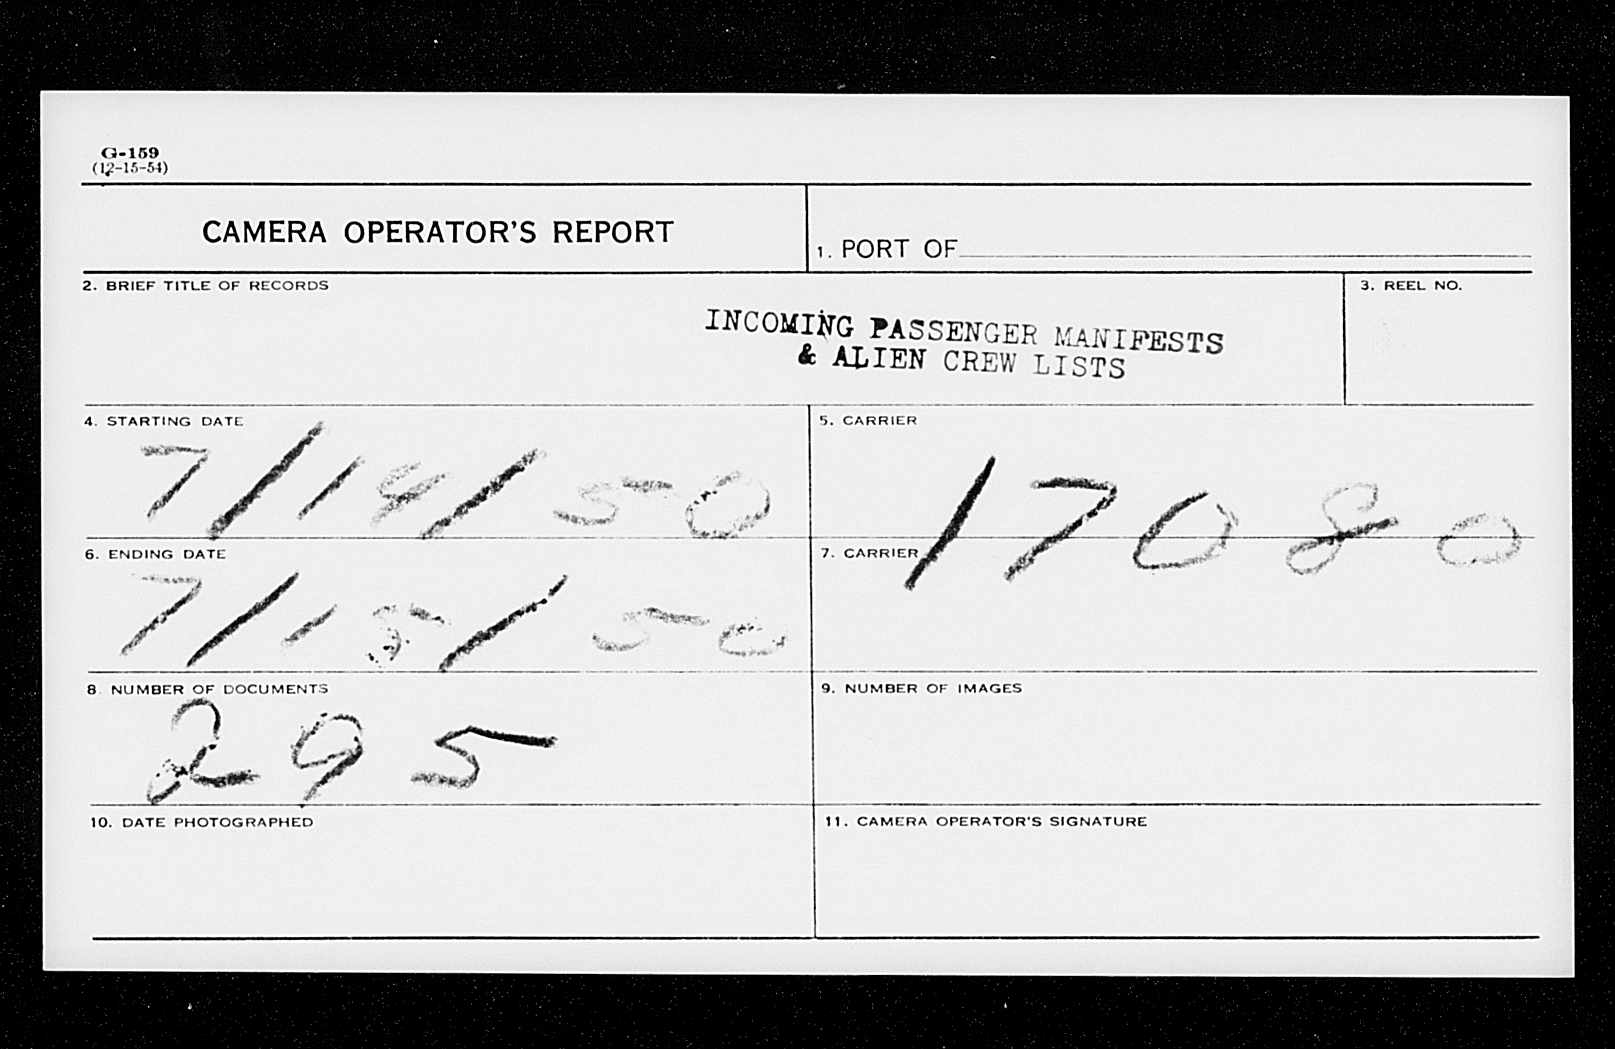 G-159
(12-15-54)
CAMERA OPERATOR'S REPORT
1. PORT OF
2. BRIEF TITLE OF RECORDS
3. REEL NO.
INCOMING PASSENGER MANIFESTS
& ALIEN CREW LISTS
4. STARTING DATE
7/14/50
5. CARRIER
17080
6. ENDING DATE
7/15/50
7. CARRIER
8. NUMBER OF DOCUMENTS
295
9. NUMBER OF IMAGES
10. DATE PHOTOGRAPHED
11. CAMERA OPERATOR'S SIGNATURE